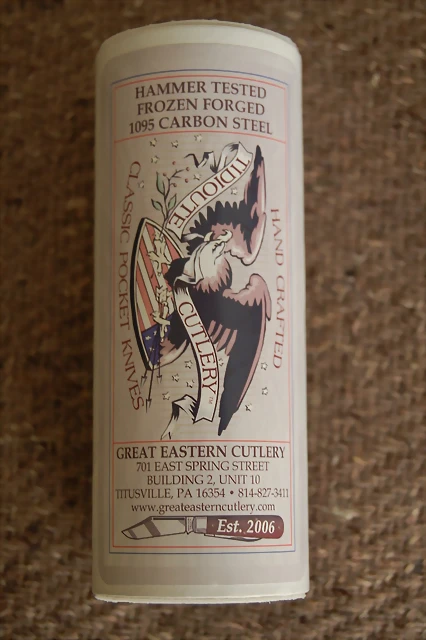 HAMMER TESTED
FROZEN FORGED
1095 CARBON STEEL
TIDIOUTE
CUTLERY
CLASSIC POCKET KNIVES
HAND CRAFTED
GREAT EASTERN CUTLERY
701 EAST SPRING STREET
BUILDING 2, UNIT 10
TITUSVILLE, PA 16354 • 814-827-3411
www.greateasterncutlery.com
Est. 2006